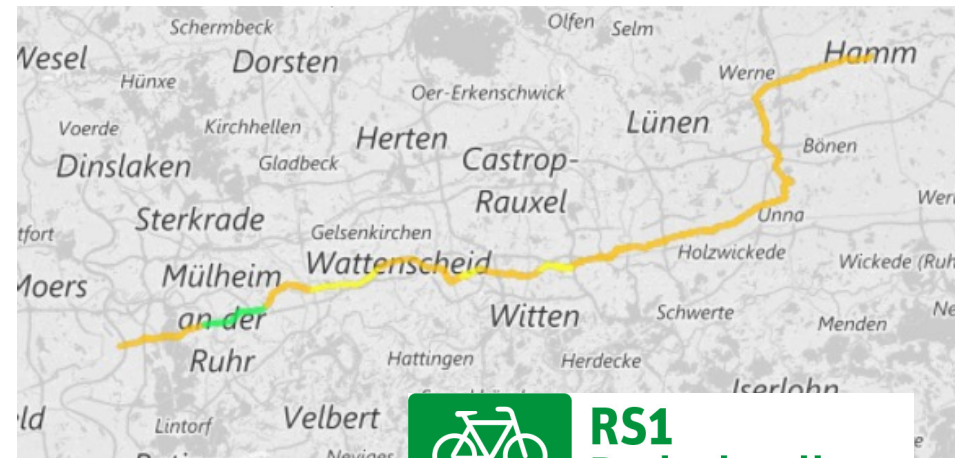 Schermbeck
Olfen
Selm
Wesel
Dorsten
Hünxe
Hamm
Werne
Oer-Erkenschwick
Voerde
Kirchhellen
Lünen
Herten
Bönen
Dinslaken
Gladbeck
Castrop-
Rauxel
Sterkrade
Unna
Gelsenkirchen
Holzwickede
Wattenscheid
Mülheim
an der
Ruhr
Moers
Witten
Schwerte
Menden
Hattingen
Herdecke
Iserlohn
Velbert
Lintorf
RS1